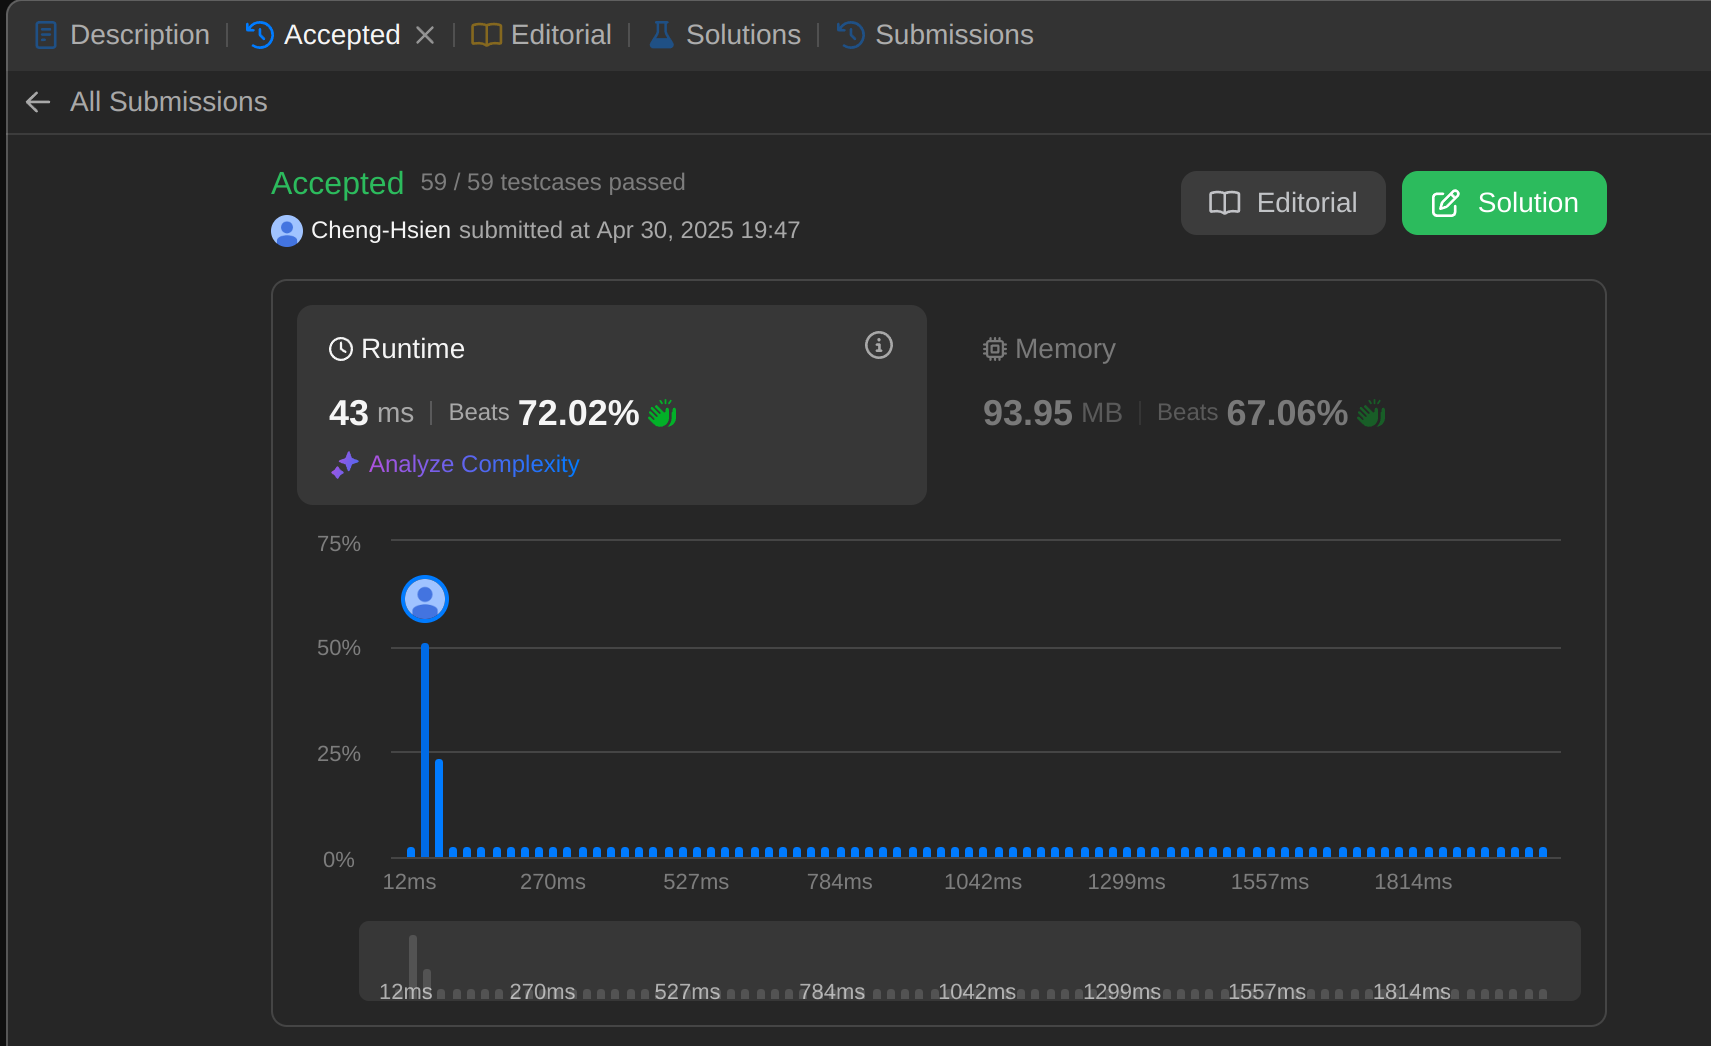 Description Accepted Editorial Solutions Submissions
All Submissions
Accepted 59 / 59 testcases passed
Cheng-Hsien submitted at Apr 30, 2025 19:47
Editorial
Solution
Runtime
43 ms Beats 72.02%
Analyze Complexity
Memory
93.95 MB Beats 67.06%
75%
50%
25%
0%
12ms 270ms 527ms 784ms 1042ms 1299ms 1557ms 1814ms
12ms 270ms 527ms 784ms 1042ms 1299ms 1557ms 1814ms